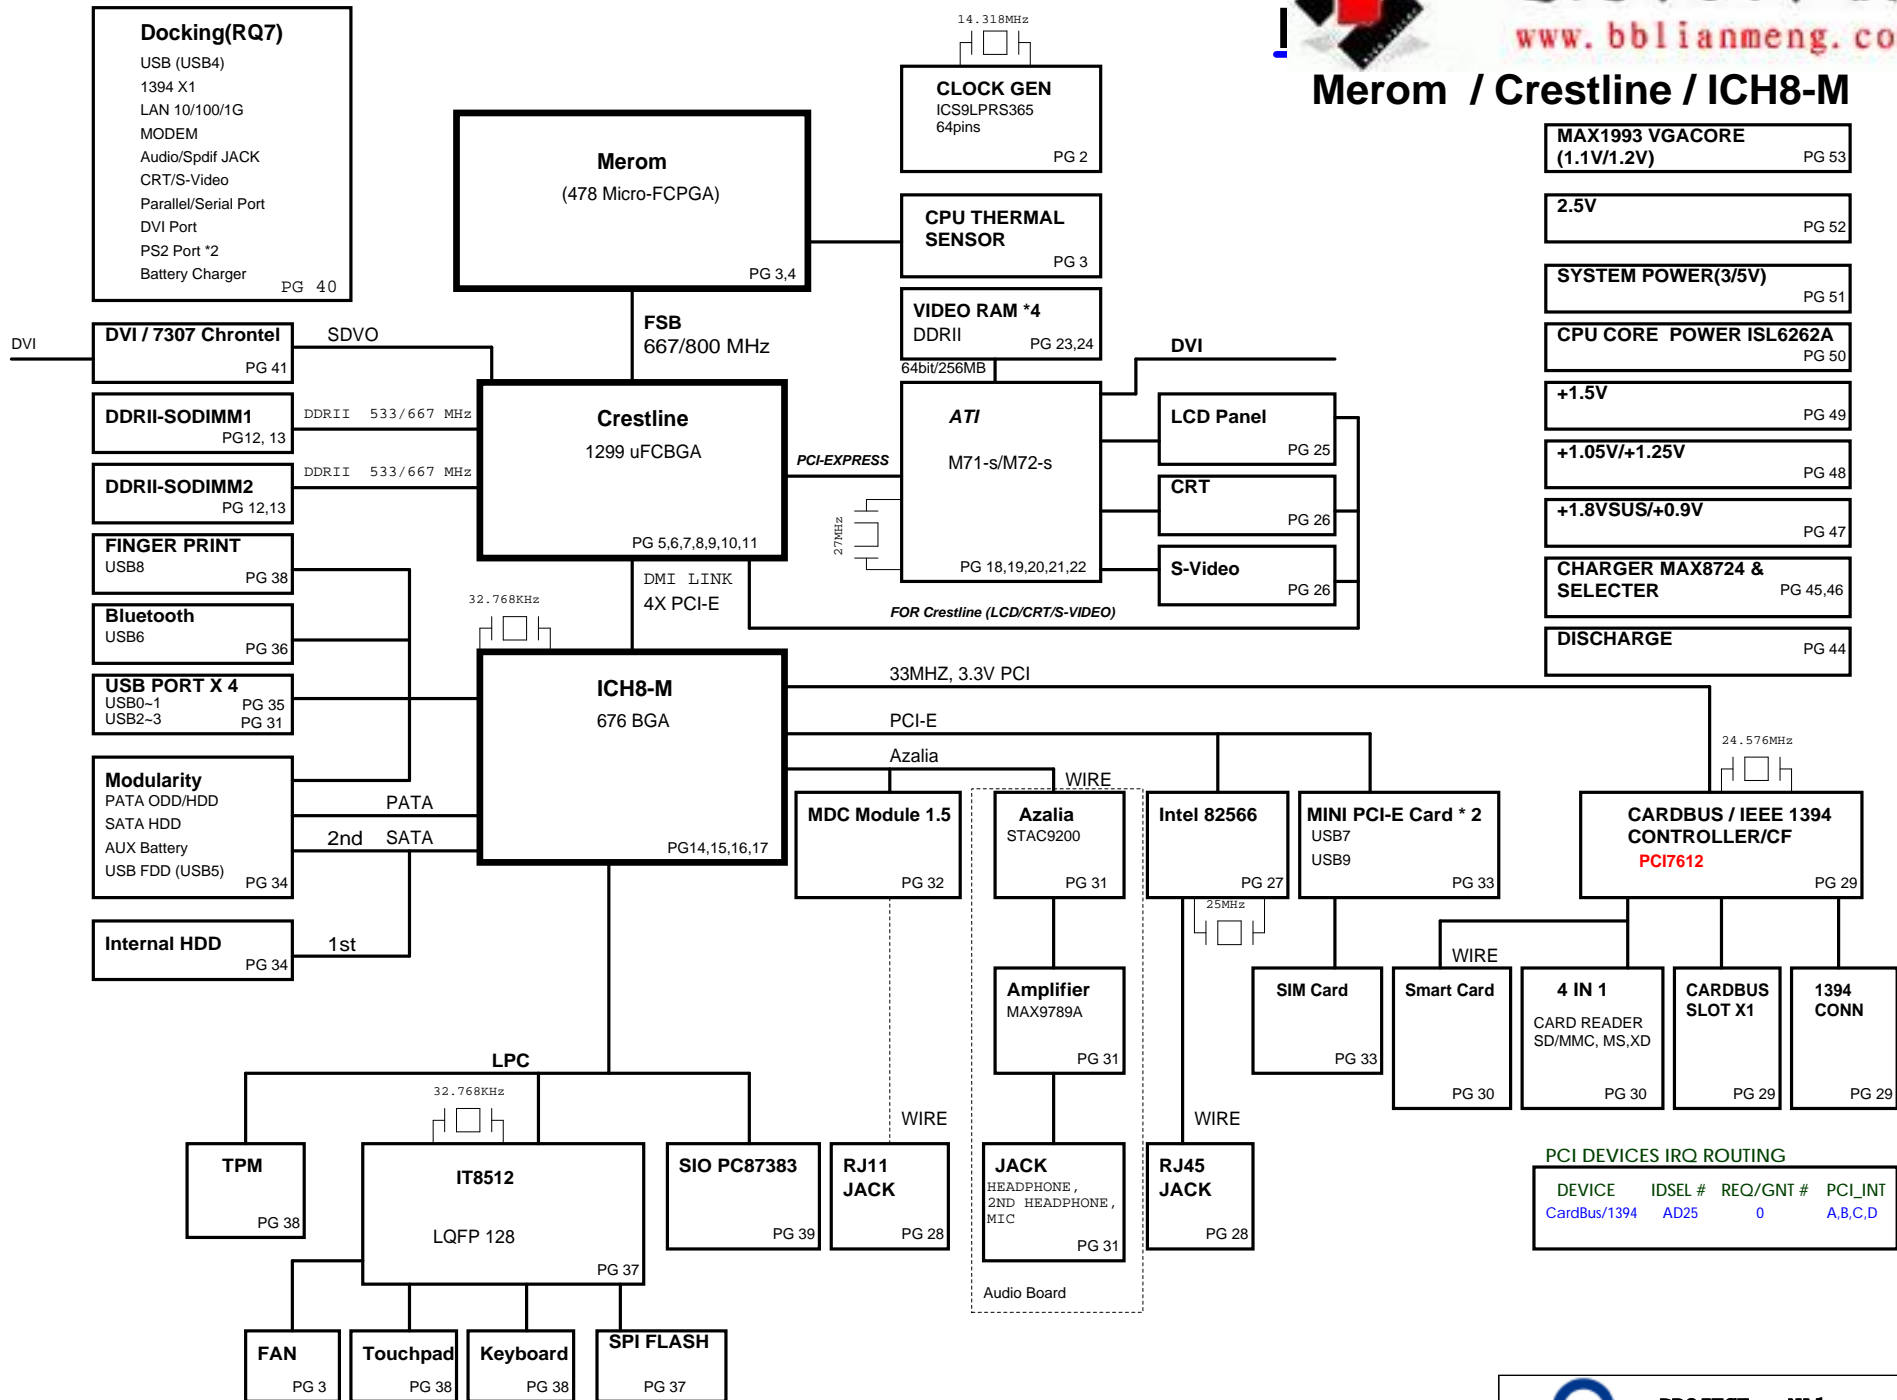 Docking(RQ7)
USB (USB4)
1394 X1
LAN 10/100/1G
MODEM
Audio/Spdif JACK
CRT/S-Video
Parallel/Serial Port
DVI Port
PS2 Port *2
Battery Charger
PG 40
Merom
(478 Micro-FCPGA)
PG 3,4
14.318MHz
CLOCK GEN
ICS9LPRS365
64pins
PG 2
www.bblianmeng.co
Merom / Crestline / ICH8-M
CPU THERMAL
SENSOR
PG 3
MAX1993 VGACORE
(1.1V/1.2V)
PG 53
2.5V
PG 52
SYSTEM POWER(3/5V)
PG 51
CPU CORE POWER ISL6262A
PG 50
+1.5V
PG 49
+1.05V/+1.25V
PG 48
+1.8VSUS/+0.9V
PG 47
CHARGER MAX8724 &
SELECTER
PG 45,46
DISCHARGE
PG 44
DVI
DVI / 7307 Chrontel
PG 41
SDVO
FSB
667/800 MHz
VIDEO RAM *4
DDRII
PG 23,24
64bit/256MB
DVI
DDRII-SODIMM1
PG12, 13
DDRII 533/667 MHz
DDRII-SODIMM2
PG 12,13
DDRII 533/667 MHz
Crestline
1299 uFCBGA
PG 5,6,7,8,9,10,11
PCI-EXPRESS
27MHz
ATI
M71-s/M72-s
PG 18,19,20,21,22
LCD Panel
PG 25
CRT
PG 26
S-Video
PG 26
FOR Crestline (LCD/CRT/S-VIDEO)
FINGER PRINT
USB8
PG 38
Bluetooth
USB6
PG 36
USB PORT X 4
USB0~1
PG 35
USB2~3
PG 31
DMI LINK
4X PCI-E
32.768KHz
ICH8-M
676 BGA
PG14,15,16,17
33MHZ, 3.3V PCI
PCI-E
Azalia
WIRE
24.576MHz
Modularity
PATA ODD/HDD
SATA HDD
AUX Battery
USB FDD (USB5)
PG 34
PATA
2nd SATA
Internal HDD
PG 34
1st
MDC Module 1.5
PG 32
Azalia
STAC9200
PG 31
Intel 82566
PG 27
25MHz
MINI PCI-E Card * 2
USB7
USB9
PG 33
CARDBUS / IEEE 1394
CONTROLLER/CF
PCI7612
PG 29
WIRE
Amplifier
MAX9789A
PG 31
SIM Card
PG 33
Smart Card
PG 30
4 IN 1
CARD READER
SD/MMC, MS,XD
PG 30
CARDBUS
SLOT X1
PG 29
1394
CONN
PG 29
LPC
32.768KHz
WIRE
WIRE
TPM
PG 38
IT8512
LQFP 128
PG 37
SIO PC87383
PG 39
RJ11
JACK
PG 28
JACK
HEADPHONE,
2ND HEADPHONE,
MIC
PG 31
Audio Board
RJ45
JACK
PG 28
PCI DEVICES IRQ ROUTING
DEVICE IDSEL # REQ/GNT # PCI_INT
CardBus/1394 AD25 0 A,B,C,D
FAN
PG 3
Touchpad
PG 38
Keyboard
PG 38
SPI FLASH
PG 37